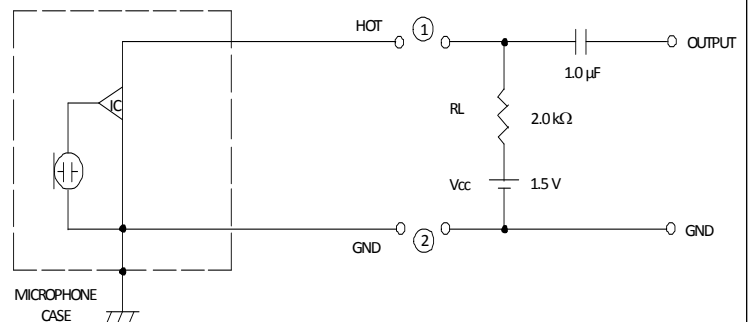 HOT
1
OUTPUT
1.0 µF
IC
RL
2.0 kΩ
Vcc
1.5 V
GND
2
GND
MICROPHONE
CASE